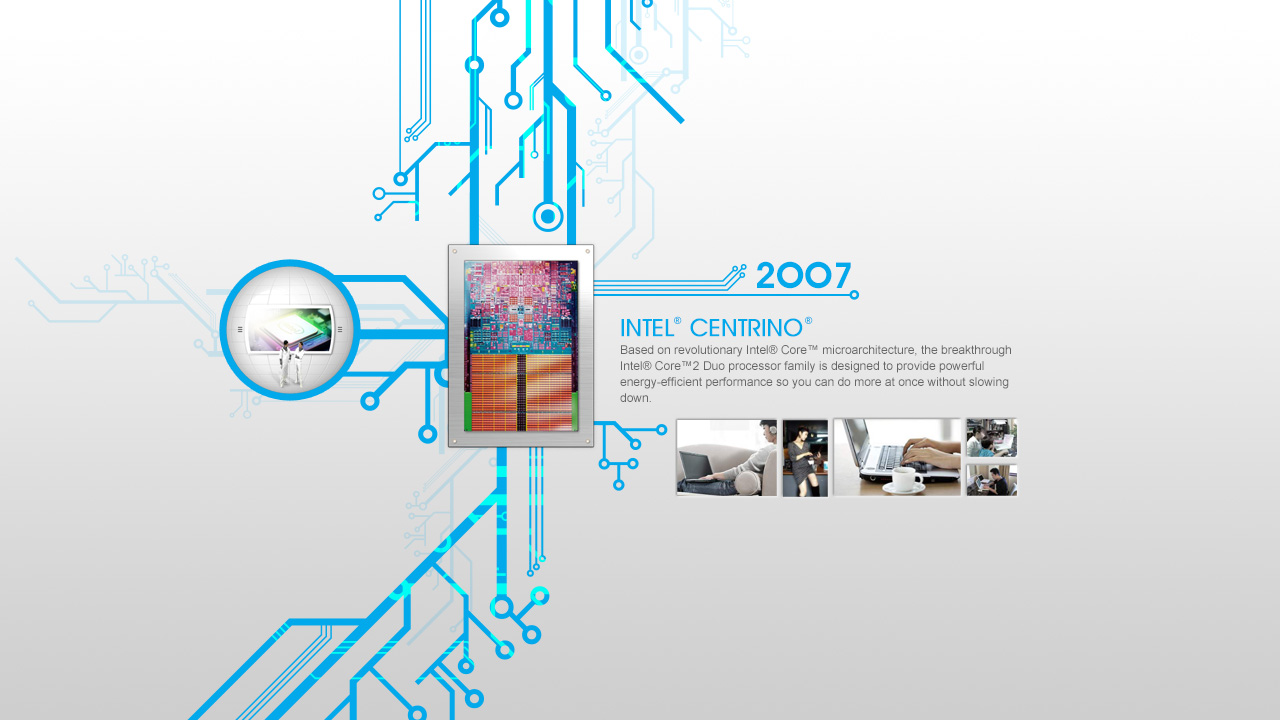 2007
INTEL® CENTRINO®
Based on revolutionary Intel® Core™ microarchitecture, the breakthrough
Intel® Core™2 Duo processor family is designed to provide powerful
energy-efficient performance so you can do more at once without slowing
down.